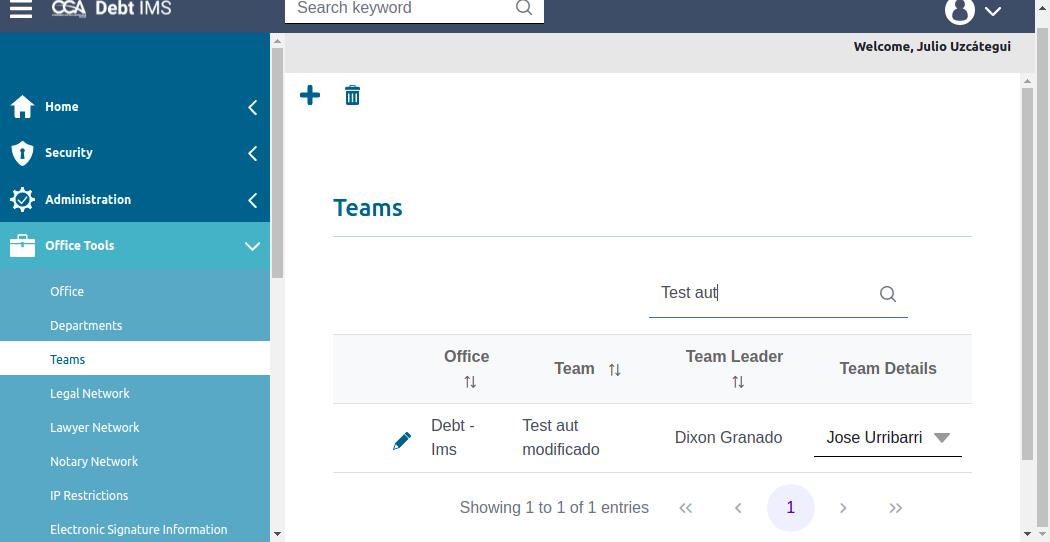 CGA Debt IMS
Search keyword
Welcome, Julio Uzcátegui
Home
Security
Administration
Office Tools
Office
Departments
Teams
Legal Network
Lawyer Network
Notary Network
IP Restrictions
Electronic Signature Information
Teams
Test aut
Office
Team
Team Leader
Team Details
Debt -
Ims
Test aut
modificado
Dixon Granado
Jose Urribarri
Showing 1 to 1 of 1 entries
1